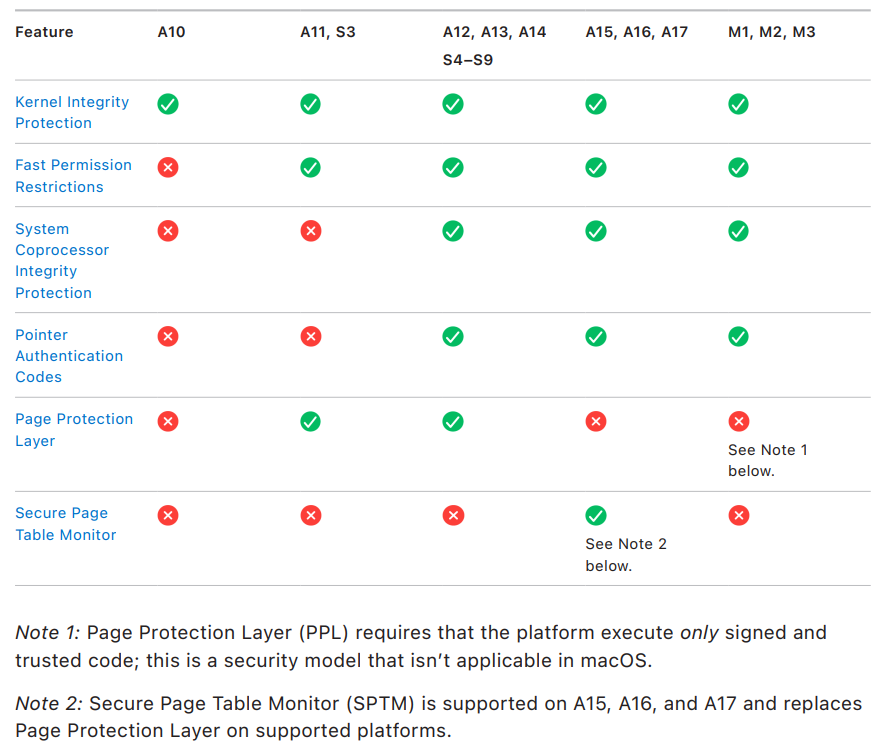 Feature A10 A11, S3 A12, A13, A14 A15, A16, A17 M1, M2, M3
S4–S9
Kernel Integrity
Protection
Fast Permission
Restrictions
System
Coprocessor
Integrity
Protection
Pointer
Authentication
Codes
Page Protection
Layer
See Note 1
below.
Secure Page
Table Monitor
See Note 2
below.
Note 1: Page Protection Layer (PPL) requires that the platform execute only signed and
trusted code; this is a security model that isn’t applicable in macOS.
Note 2: Secure Page Table Monitor (SPTM) is supported on A15, A16, and A17 and replaces
Page Protection Layer on supported platforms.